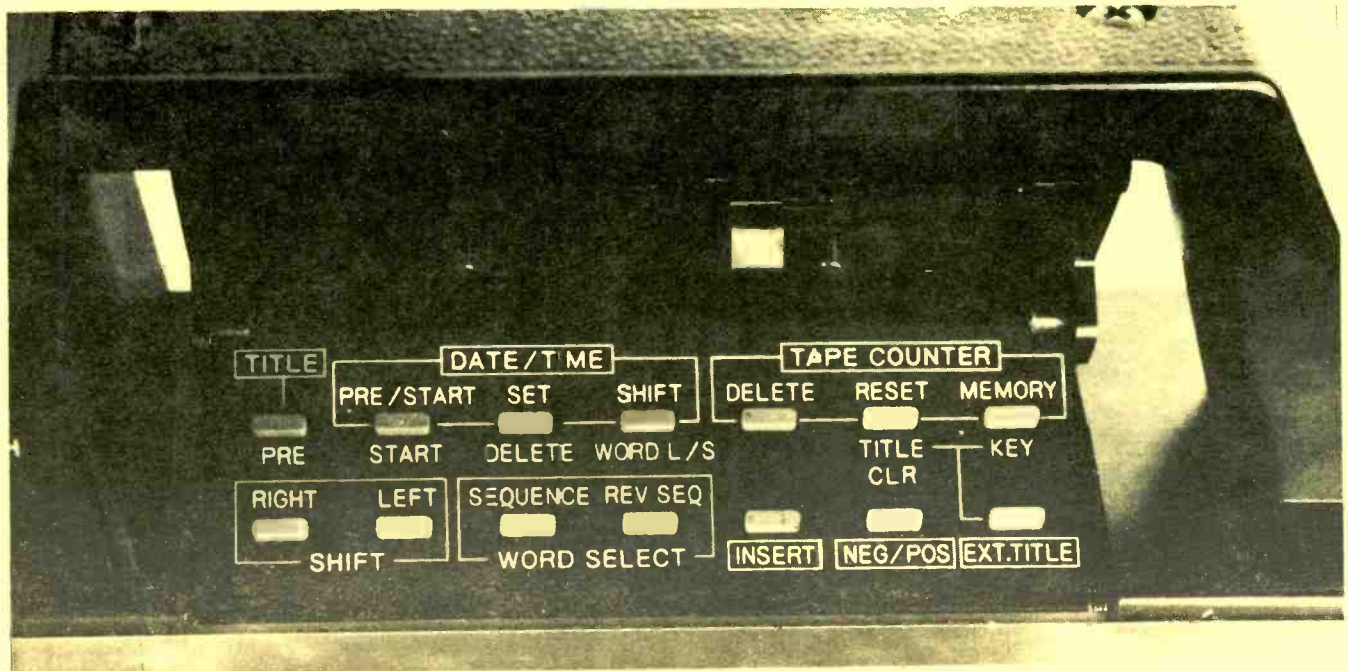 TITLE DATE/TIME TAPE COUNTER
PRE/START SET SHIFT DELETE RESET MEMORY
PRE START DELETE WORD L/S TITLE CLR KEY
RIGHT LEFT SEQUENCE REV SEQ
SHIFT WORD SELECT INSERT NEG/POS EXT.TITLE